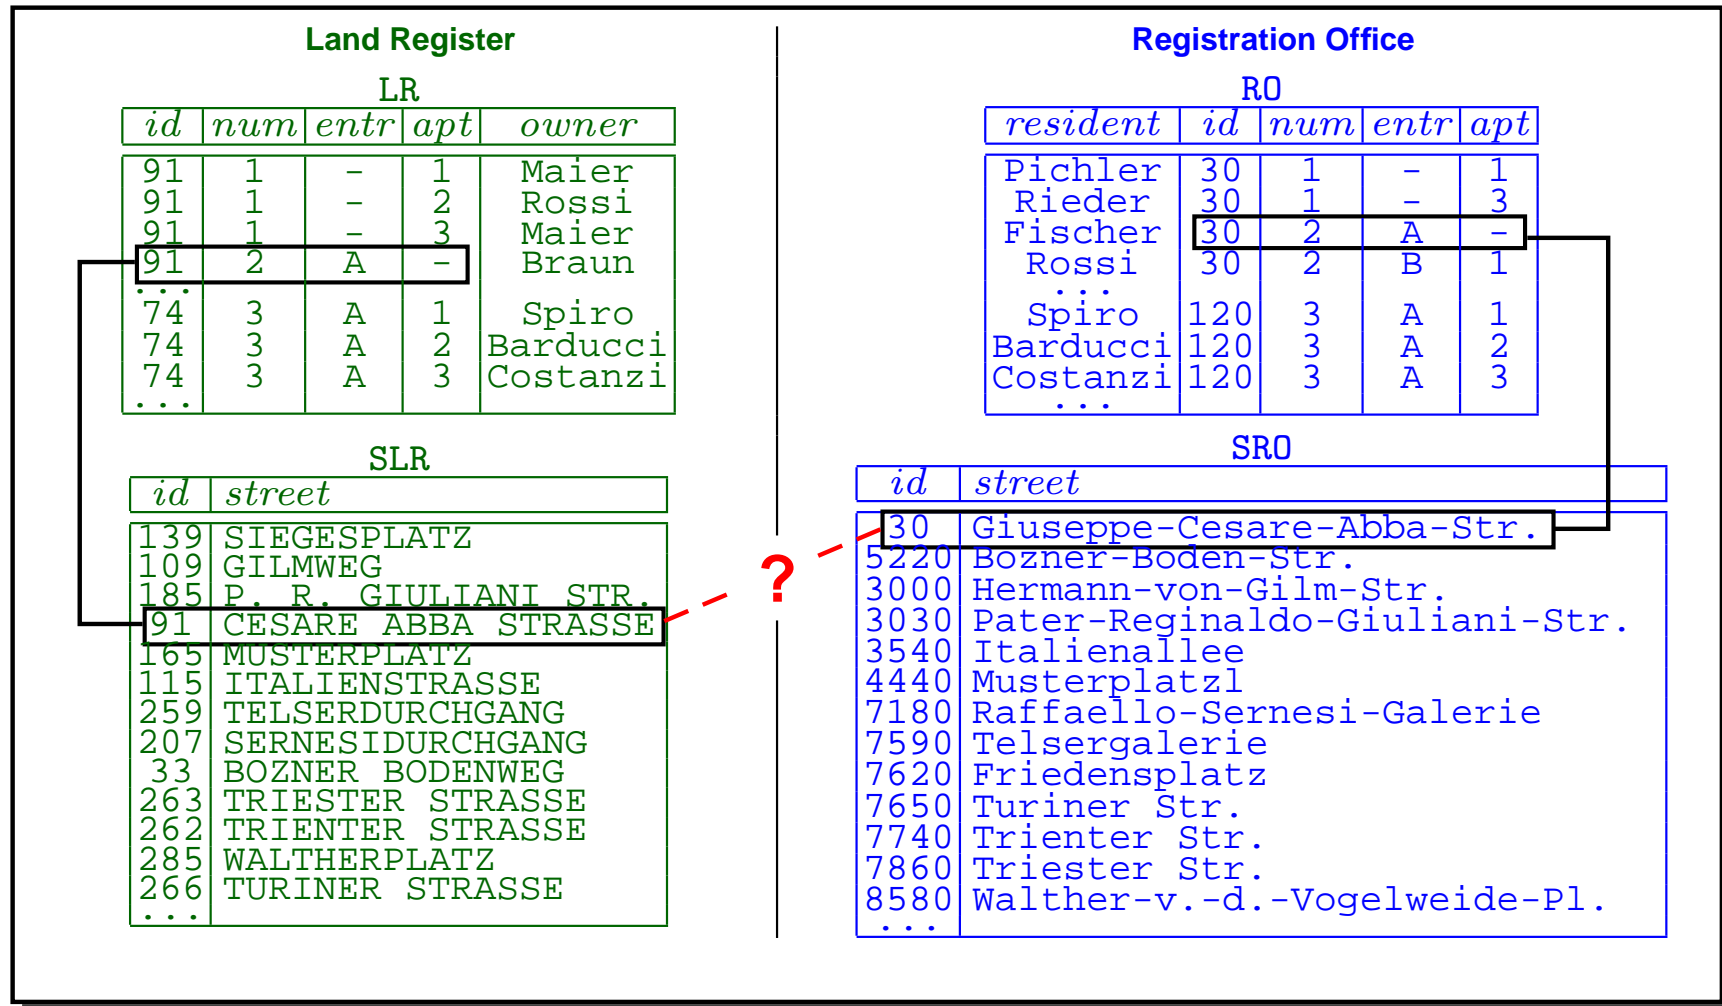 Land Register
LR
id num entr apt owner
91 1 - 1 Maier
91 1 - 2 Rossi
91 1 - 3 Maier
91 2 A - Braun
...
74 3 A 1 Spiro
74 3 A 2 Barducci
74 3 A 3 Costanzi
...
SLR
id street
139 SIEGESPLATZ
109 GILMWEG
185 P. R. GIULIANI STR.
91 CESARE ABBA STRASSE
165 MUSTERPLATZ
115 ITALIENSTRASSE
259 TELSERDURCHGANG
207 SERNESIDURCHGANG
33 BOZNER BODENWEG
263 TRIESTER STRASSE
262 TRIENTER STRASSE
285 WALTHERPLATZ
266 TURINER STRASSE
...
?
Registration Office
RO
resident id num entr apt
Pichler 30 1 - 1
Rieder 30 1 - 3
Fischer 30 2 A -
Rossi 30 2 B 1
...
Spiro 120 3 A 1
Barducci 120 3 A 2
Costanzi 120 3 A 3
...
SRO
id street
30 Giuseppe-Cesare-Abba-Str.
5220 Bozner-Boden-Str.
3000 Hermann-von-Gilm-Str.
3030 Pater-Reginaldo-Giuliani-Str.
3540 Italienallee
4440 Musterplatzl
7180 Raffaello-Sernesi-Galerie
7590 Telsergalerie
7620 Friedensplatz
7650 Turiner Str.
7740 Trienter Str.
7860 Triester Str.
8580 Walther-v.-d.-Vogelweide-Pl.
...